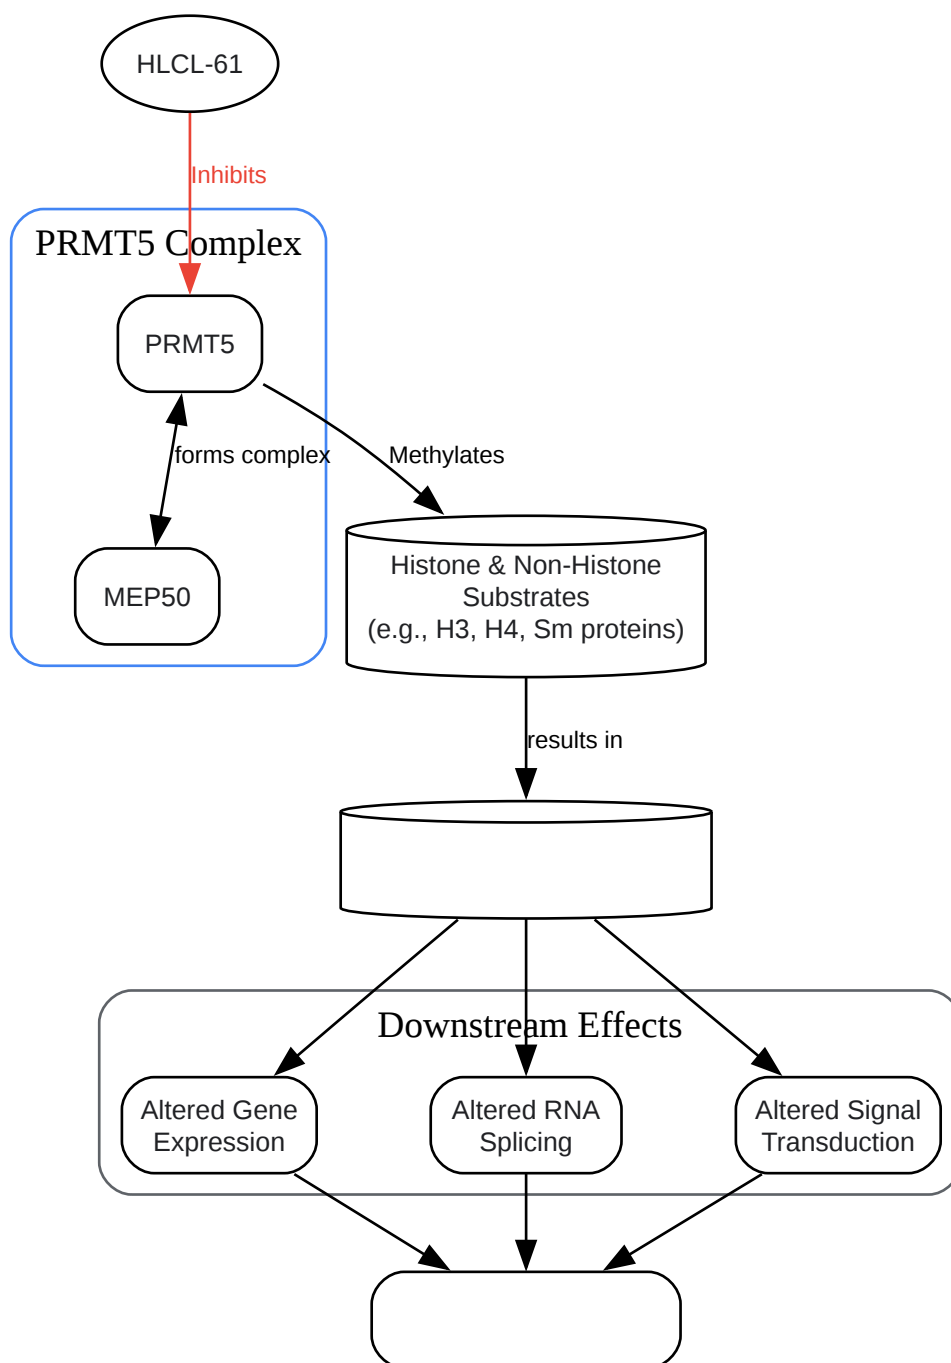 HLCL-61
Inhibits
PRMT5 Complex
PRMT5
forms complex
Methylates
MEP50
Histone & Non-Histone
Substrates
(e.g., H3, H4, Sm proteins)
results in
Downstream Effects
Altered Gene
Expression
Altered RNA
Splicing
Altered Signal
Transduction